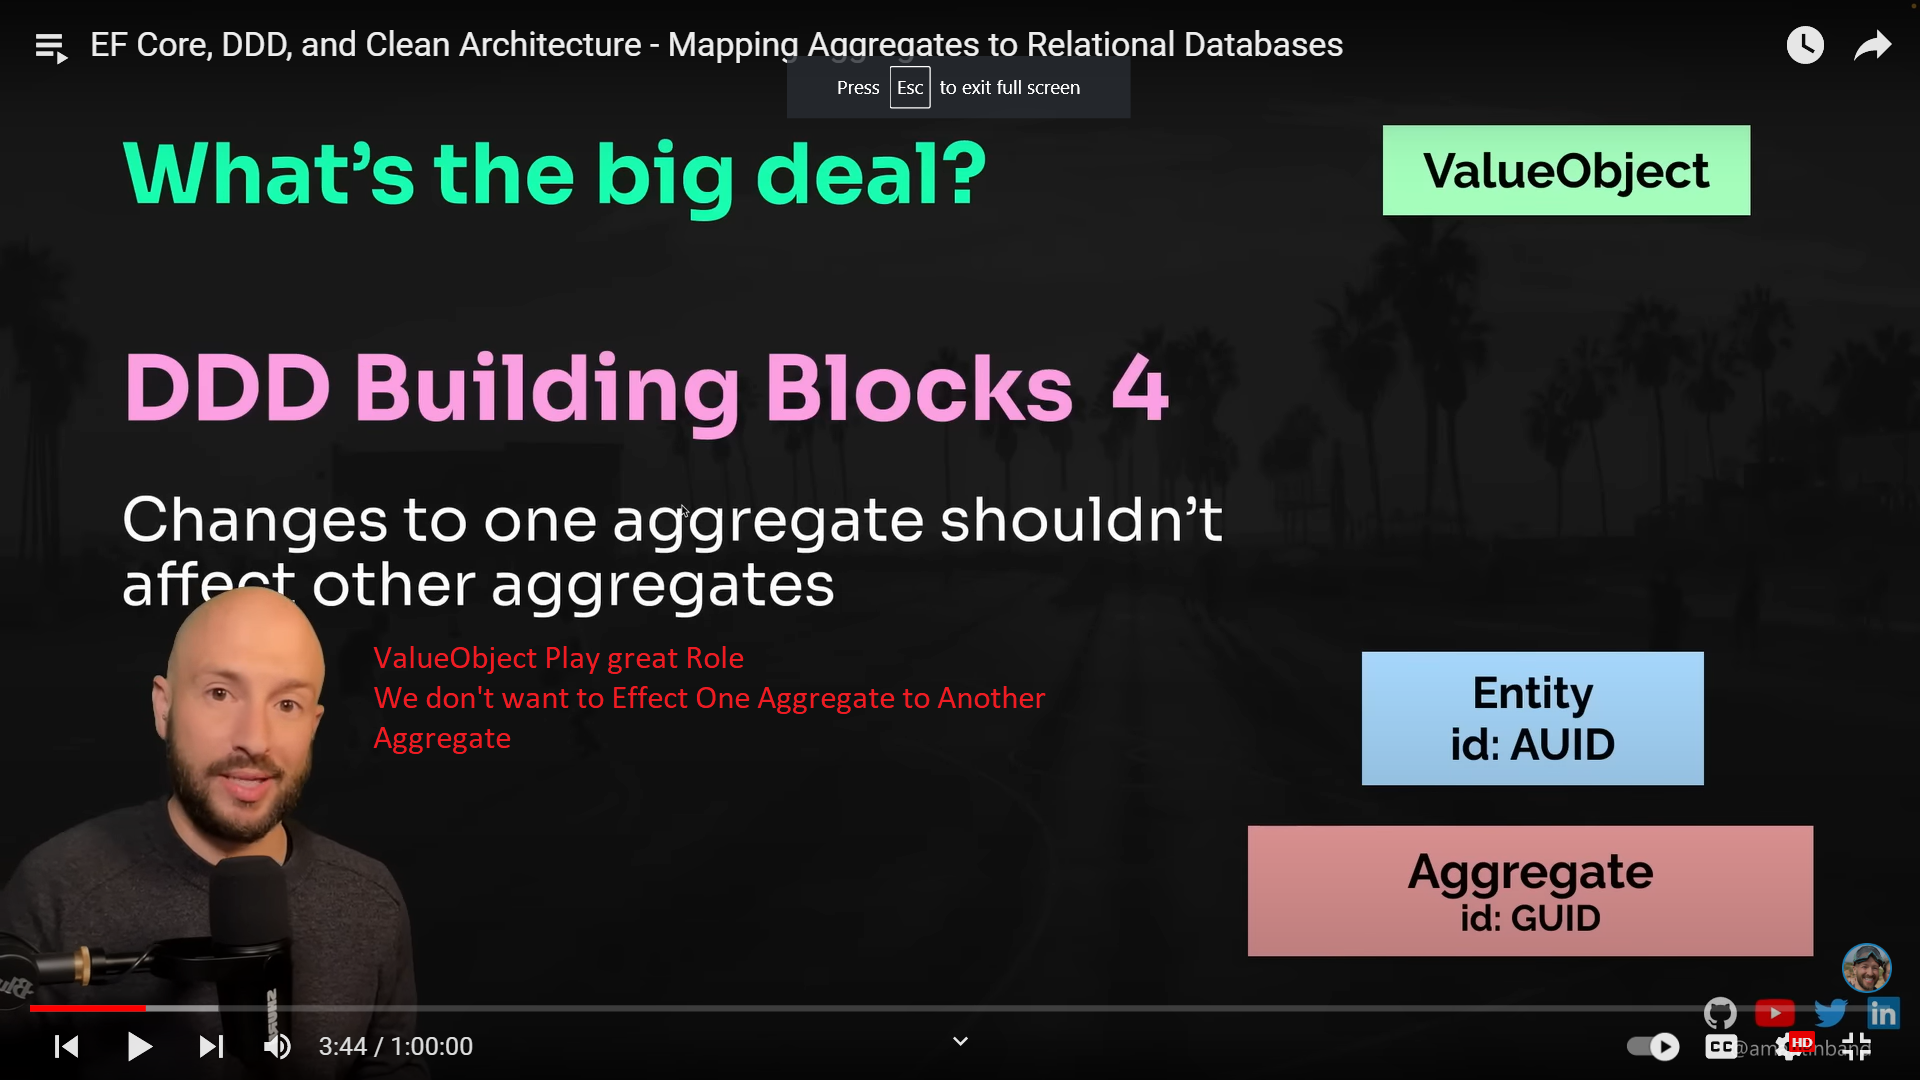 EF Core, DDD, and Clean Architecture - Mapping Aggregates to Relational Databases
Press Esc to exit full screen
What's the big deal?
ValueObject
DDD Building Blocks 4
Changes to one aggregate shouldn't
affect other aggregates
ValueObject Play great Role
We don't want to Effect One Aggregate to Another
Aggregate
Entity
id: AUID
Aggregate
id: GUID
3:44 / 1:00:00
CC
HD
in